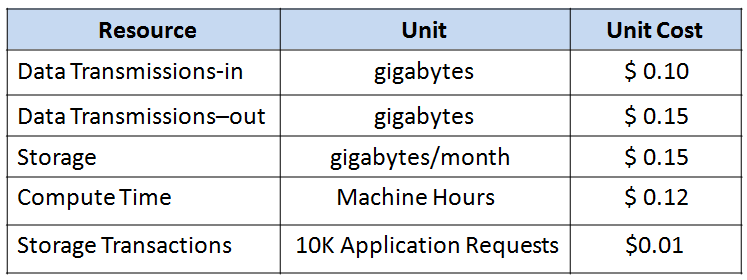 Resource Unit Unit Cost
Data Transmissions-in gigabytes $ 0.10
Data Transmissions–out gigabytes $ 0.15
Storage gigabytes/month $ 0.15
Compute Time Machine Hours $ 0.12
Storage Transactions 10K Application Requests $0.01